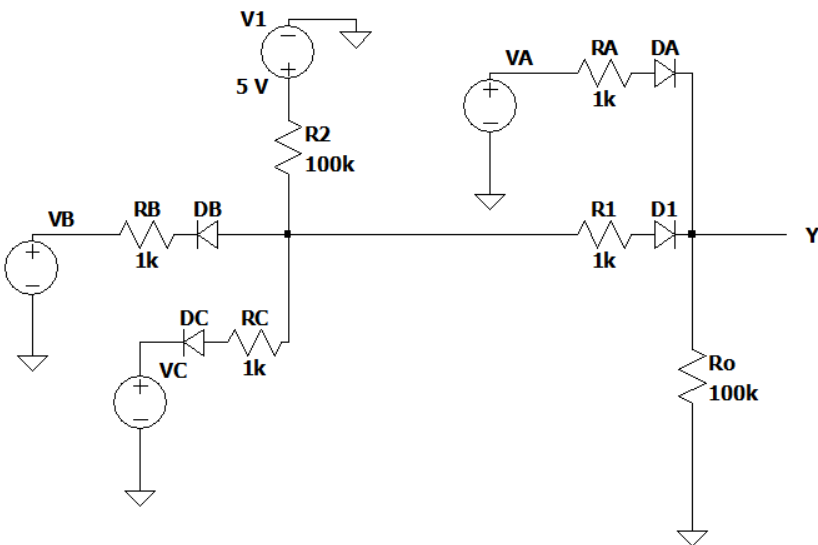 V1
5 V
R2
100k
VA
RA
DA
1k
VB
RB
DB
1k
R1
D1
1k
Y
DC
RC
VC
1k
Ro
100k